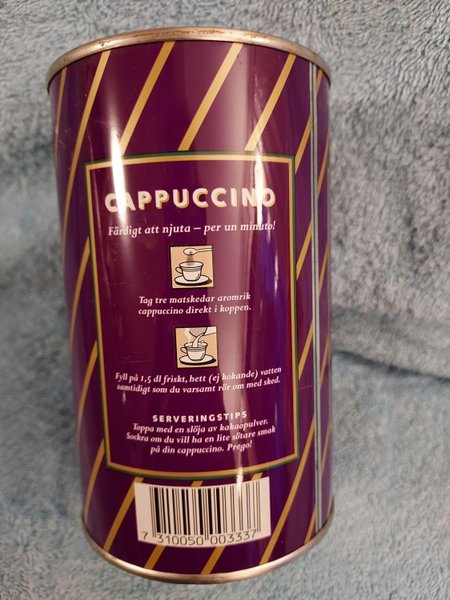 CAPPUCCINO
Färdigt att njuta – per un minuto!
Tag tre matskedar aromrik
cappuccino direkt i koppen.
Fyll på 1,5 dl friskt, hett (ej kokande) vatten
samtidigt som du varsamt rör om med sked.
SERVERINGSTIPS
Toppa med en slöja av kakaopulver.
Sockra om du vill ha en lite sötare smak
på din cappuccino. Prego!
7 310050 003337